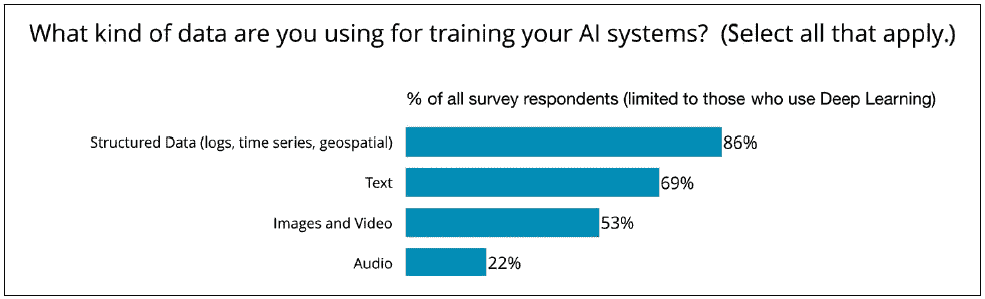 What kind of data are you using for training your AI systems? (Select all that apply.)
% of all survey respondents (limited to those who use Deep Learning)
Structured Data (logs, time series, geospatial) 86%
Text 69%
Images and Video 53%
Audio 22%